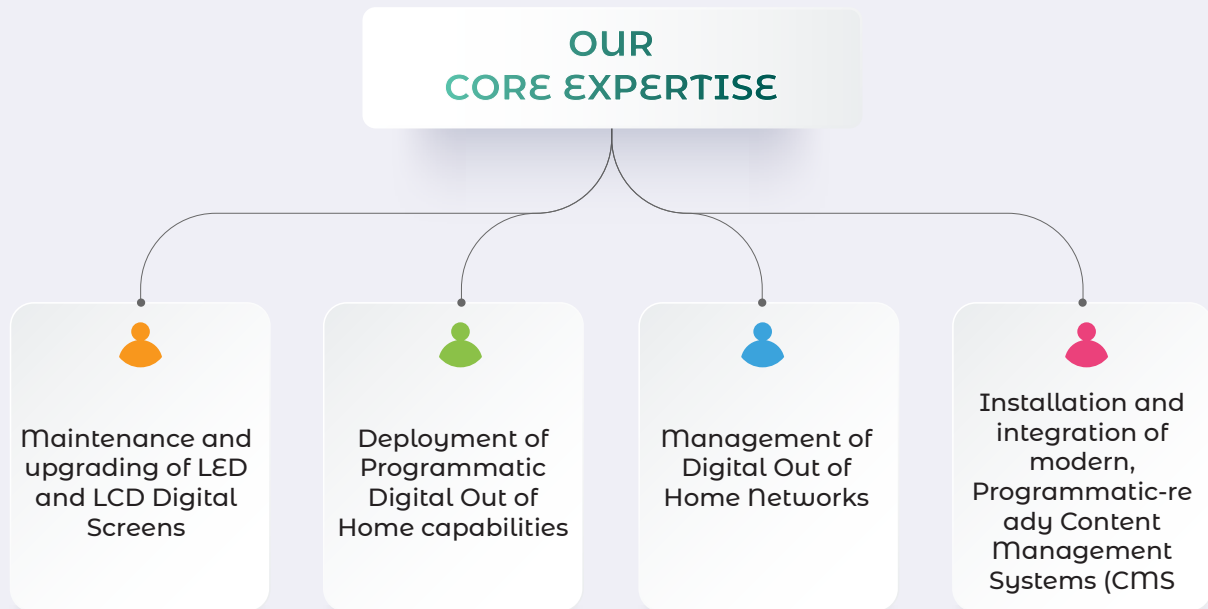 OUR
CORE EXPERTISE
Maintenance and
upgrading of LED
and LCD Digital
Screens
Deployment of
Programmatic
Digital Out of
Home capabilities
Management of
Digital Out of
Home Networks
Installation and
integration of
modern,
Programmatic-re
ady Content
Management
Systems (CMS